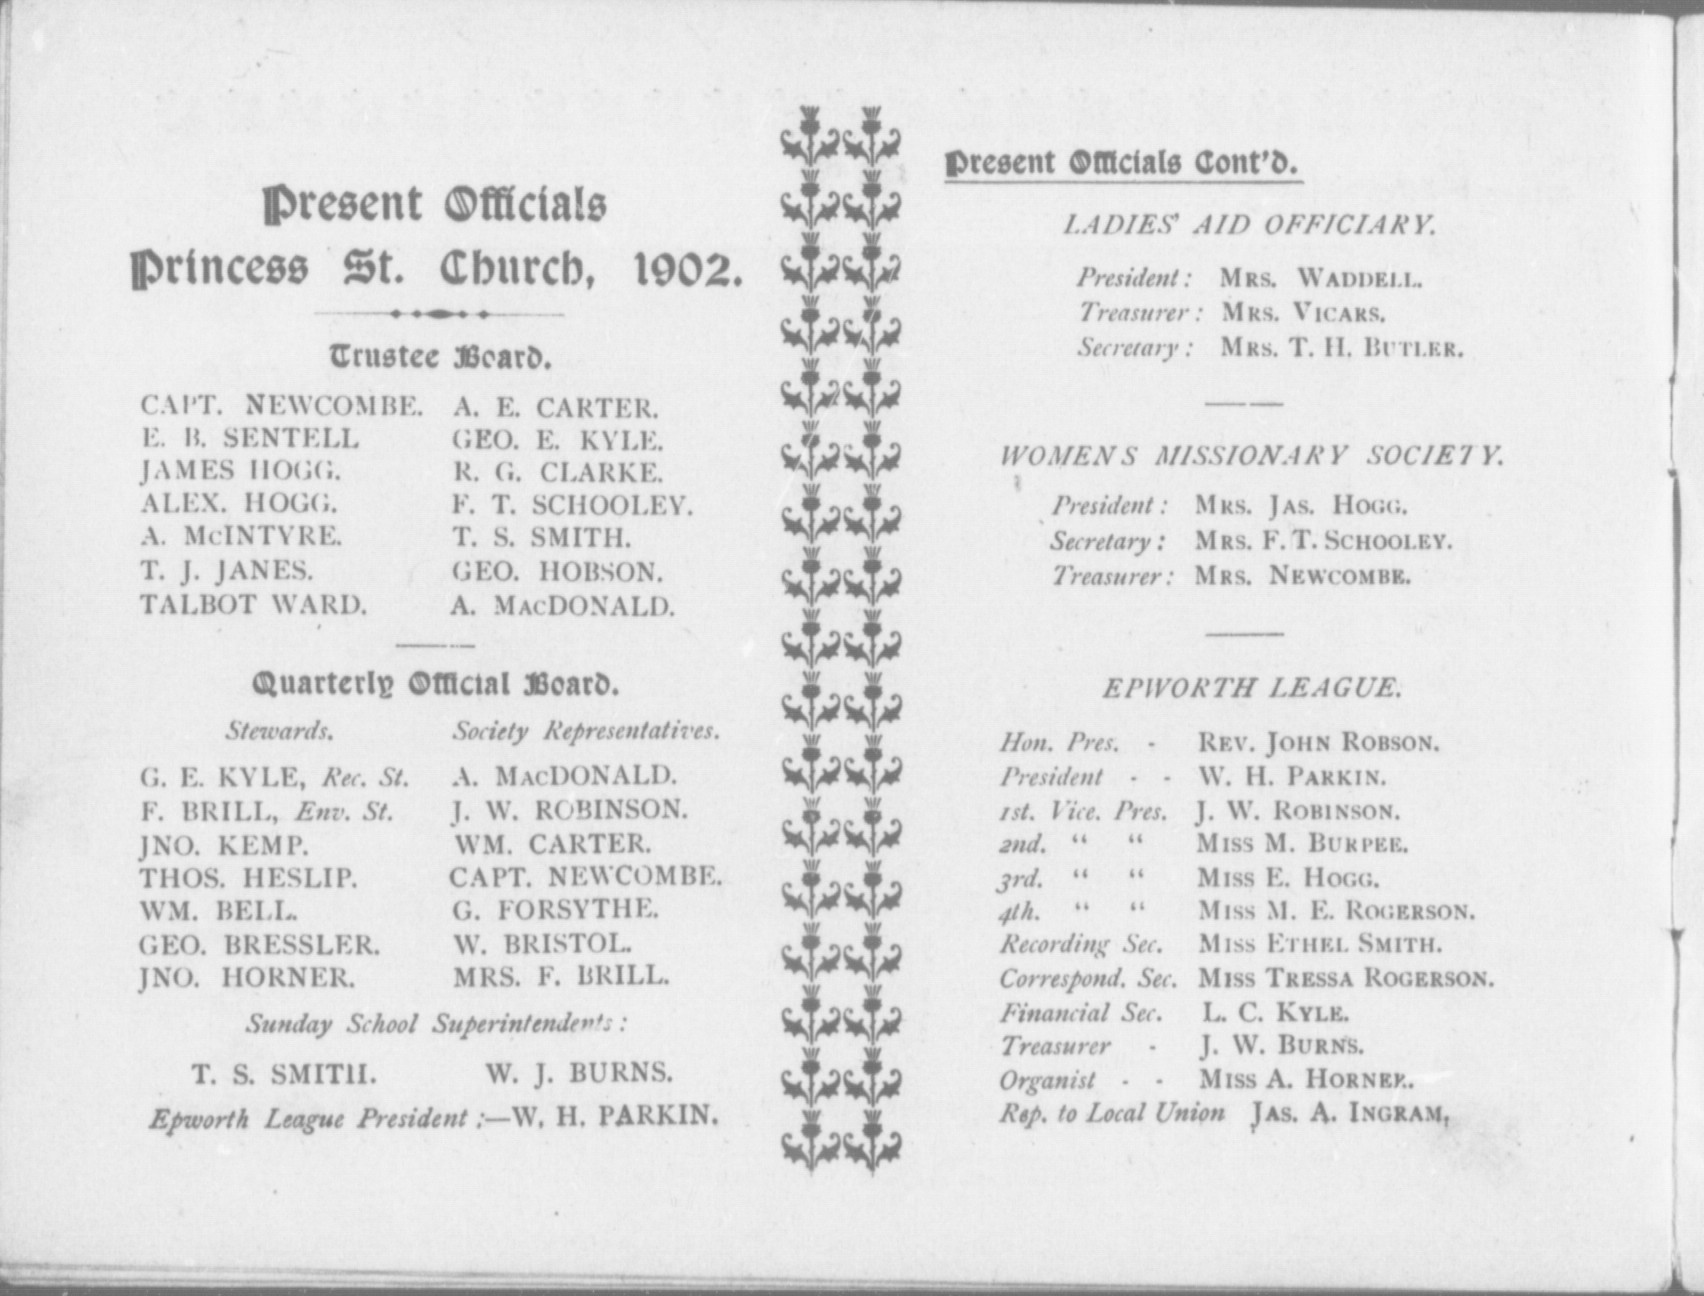 Present Officials
Princess St. Church, 1902.
Trustee Board.
CAPT. NEWCOMBE. A. E. CARTER.
E. B. SENTELL GEO. E. KYLE.
JAMES HOGG. R. G. CLARKE.
ALEX. HOGG. F. T. SCHOOLEY.
A. McINTYRE. T. S. SMITH.
T. J. JANES. GEO. HOBSON.
TALBOT WARD. A. MACDONALD.
Quarterly Official Board.
Stewards. Society Representatives.
G. E. KYLE, Rec. St. A. MACDONALD.
F. BRILL, Env. St. J. W. ROBINSON.
JNO. KEMP. WM. CARTER.
THOS. HESLIP. CAPT. NEWCOMBE.
WM. BELL. G. FORSYTHE.
GEO. BRESSLER. W. BRISTOL.
JNO. HORNER. MRS. F. BRILL.
Sunday School Superintendents:
T. S. SMITH. W. J. BURNS.
Epworth League President:—W. H. PARKIN.
Present Officials Cont'd.
LADIES' AID OFFICIARY.
President: MRS. WADDELL.
Treasurer: MRS. VICARS.
Secretary: MRS. T. H. BUTLER.
WOMENS MISSIONARY SOCIETY.
President: MRS. JAS. HOGG.
Secretary: MRS. F. T. SCHOOLEY.
Treasurer: MRS. NEWCOMBE.
EPWORTH LEAGUE.
Hon. Pres. - REV. JOHN ROBSON.
President - - W. H. PARKIN.
1st. Vice. Pres. J. W. ROBINSON.
2nd. “ “ MISS M. BURPEE.
3rd. “ “ MISS E. HOGG.
4th. “ “ MISS M. E. ROGERSON.
Recording Sec. MISS ETHEL SMITH.
Correspond. Sec. MISS TRESSA ROGERSON.
Financial Sec. L. C. KYLE.
Treasurer - J. W. BURNS.
Organist - - MISS A. HORNER.
Rep. to Local Union JAS. A. INGRAM,